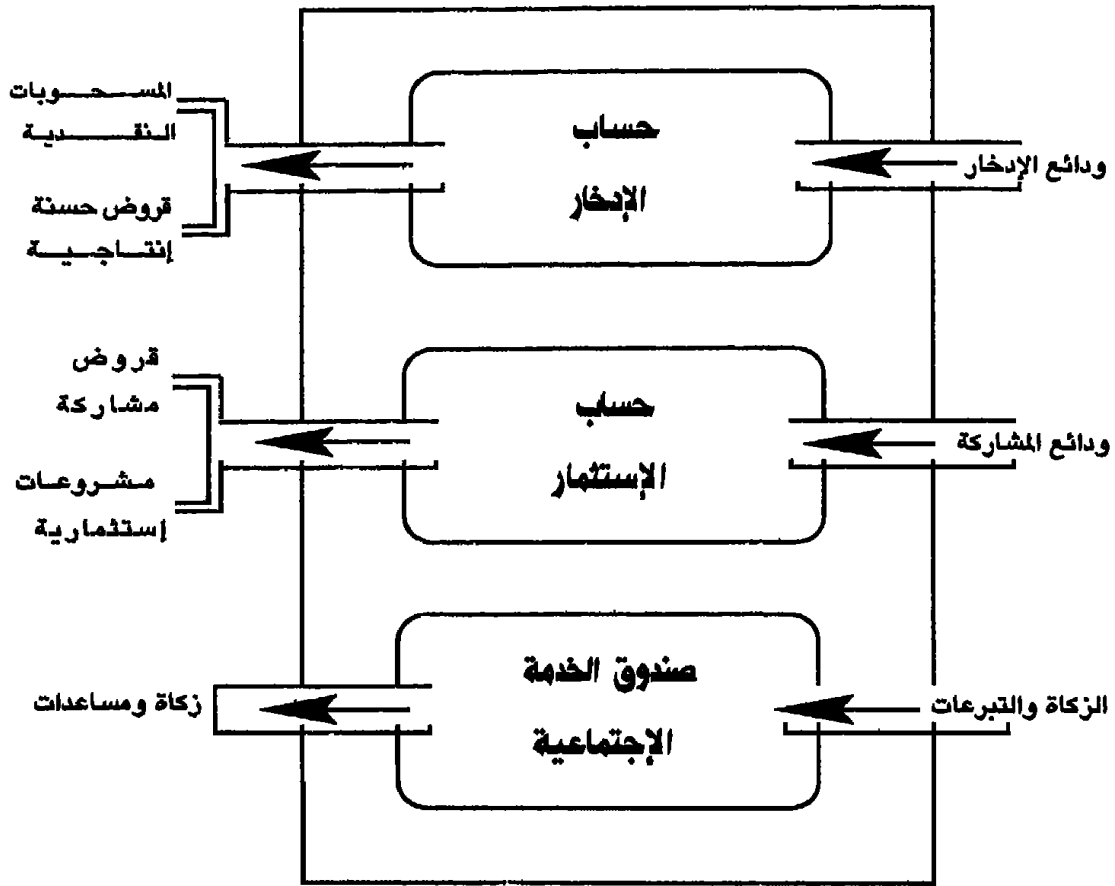 ودائع الإدخار
حساب
الإدخار
المسحوبات
النقدية
قروض حسنة
إنتاجية
ودائع المشاركة
حساب
الإستثمار
قروض
مشاركة
مشروعات
إستثمارية
الزكاة والتبرعات
صندوق الخدمة
الإجتماعية
زكاة ومساعدات